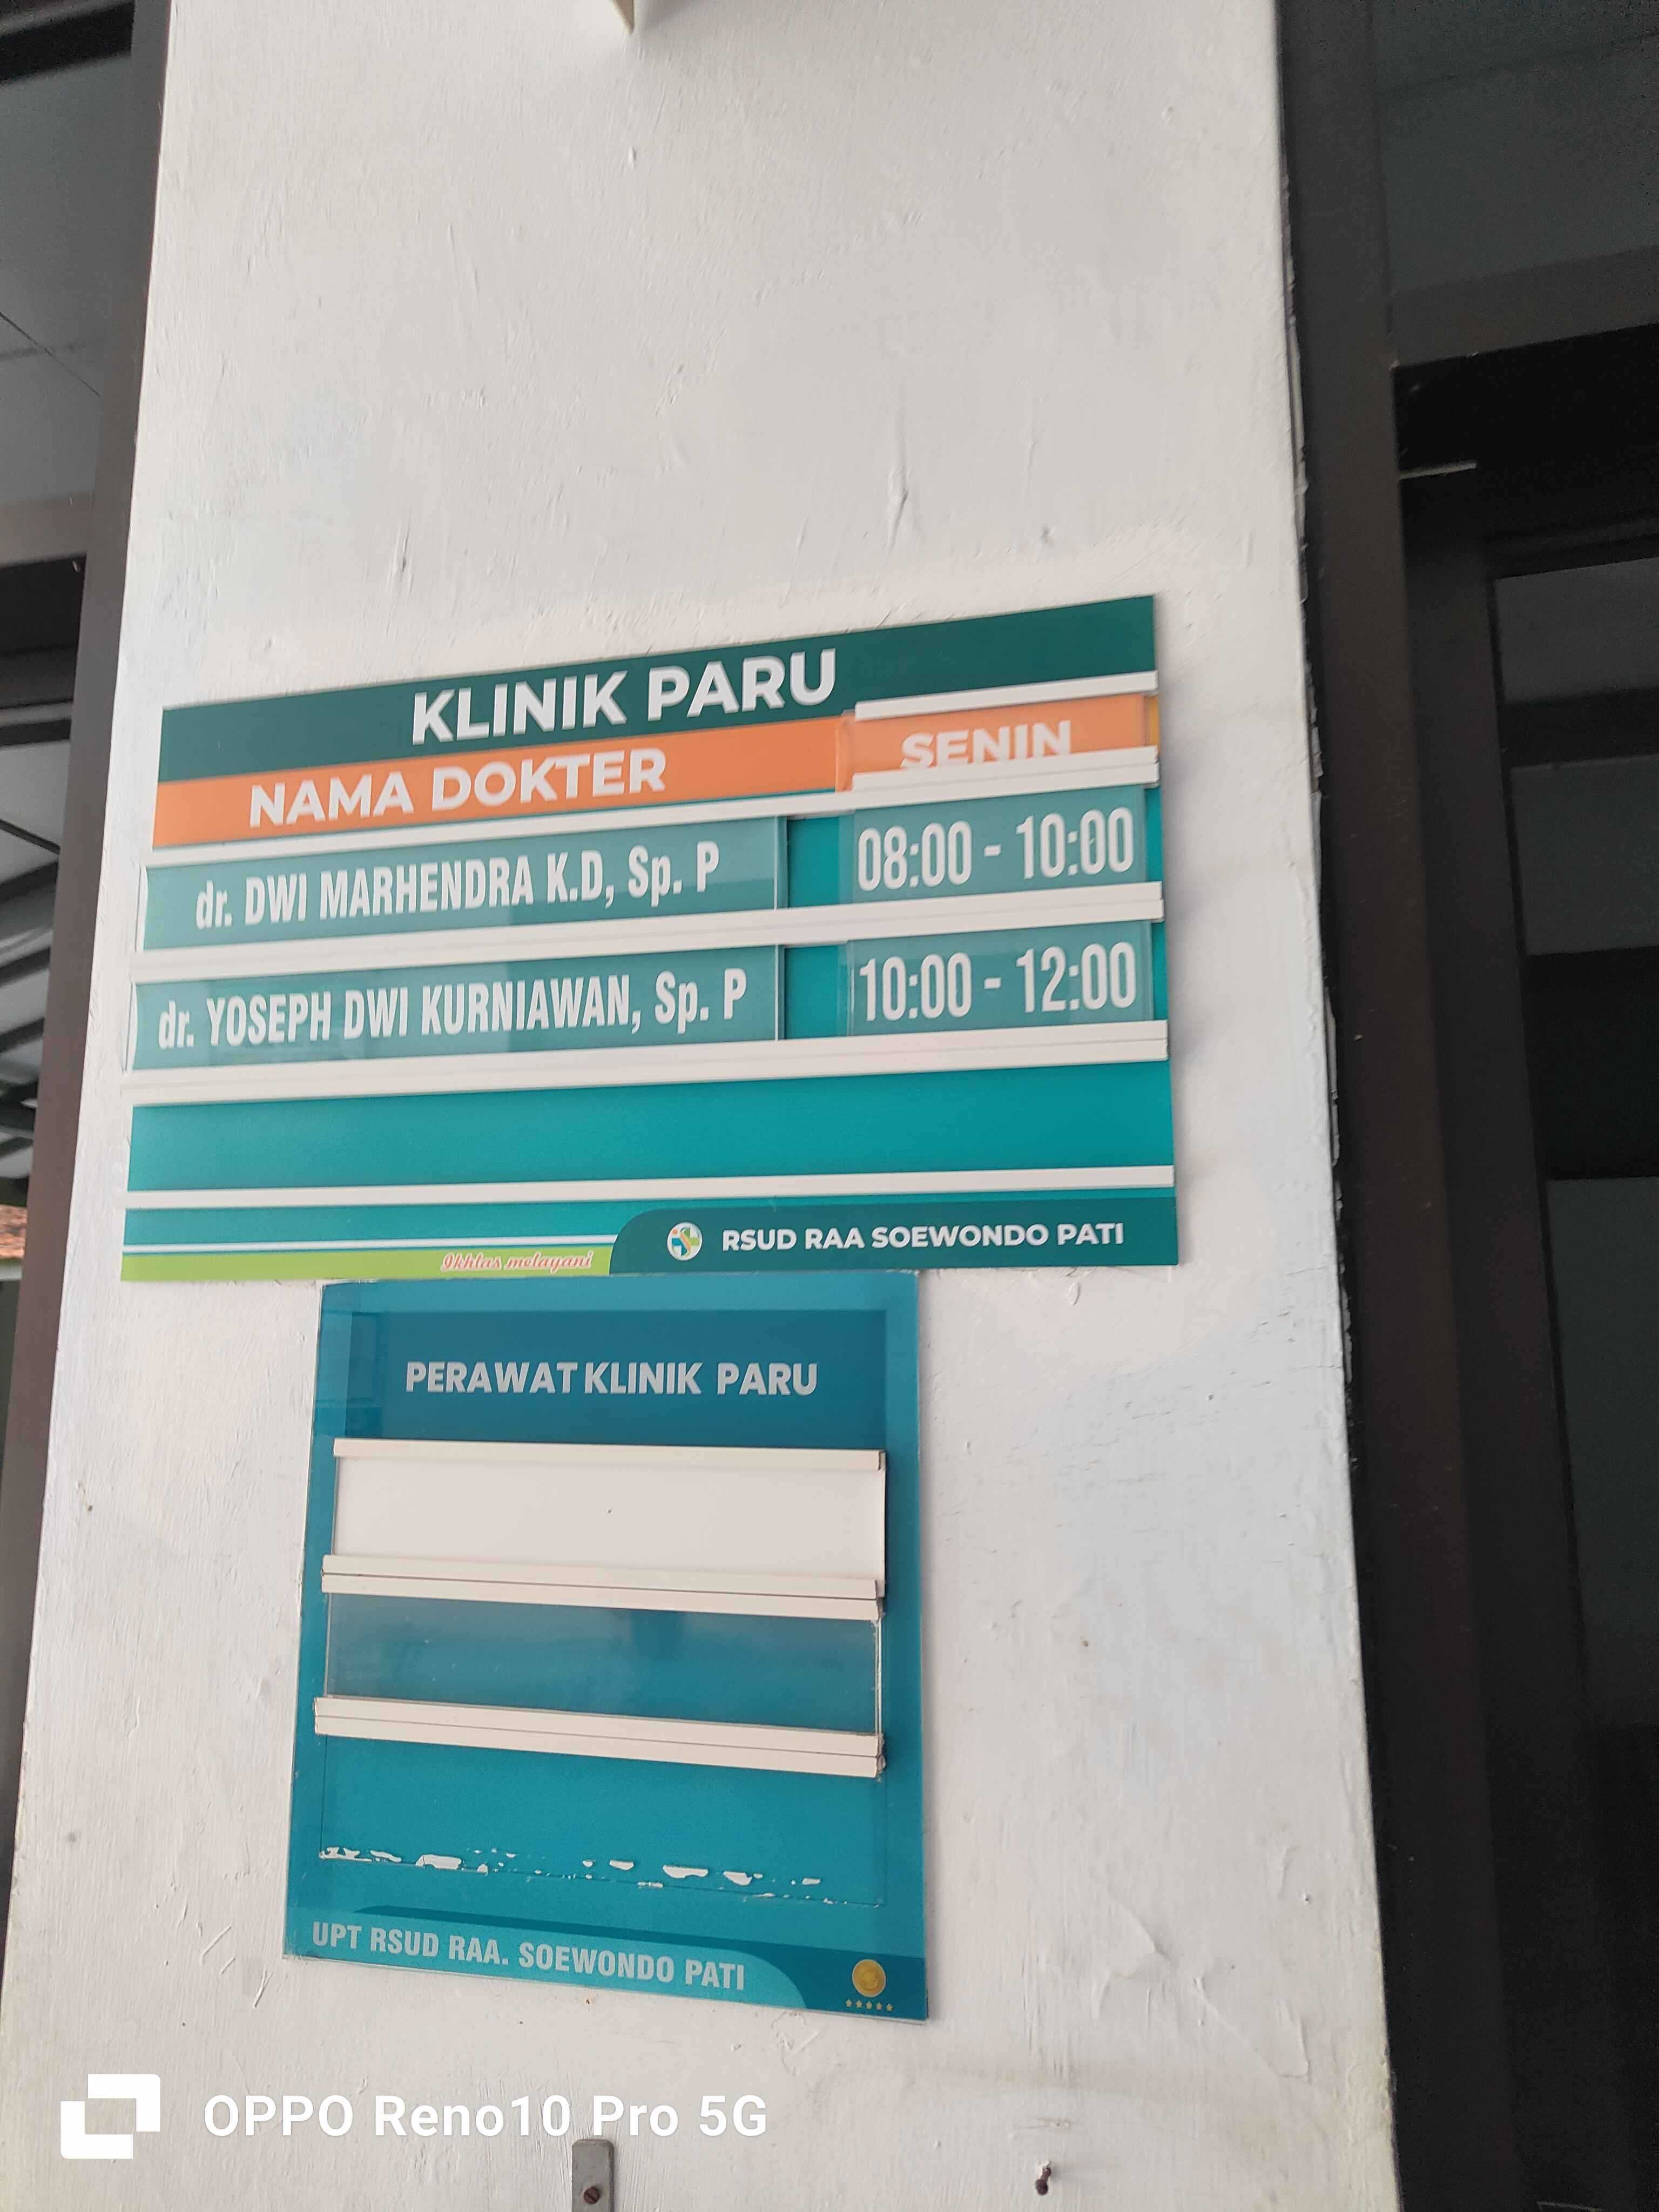 KLINIK PARU
NAMA DOKTER SENIN
dr. DWI MARHENDRA K.D, Sp. P 08:00 - 10:00
dr. YOSEPH DWI KURNIAWAN, Sp. P 10:00 - 12:00
Ikhlas melayani RSUD RAA SOEWONDO PATI
PERAWAT KLINIK PARU
UPT RSUD RAA. SOEWONDO PATI
OPPO Reno10 Pro 5G